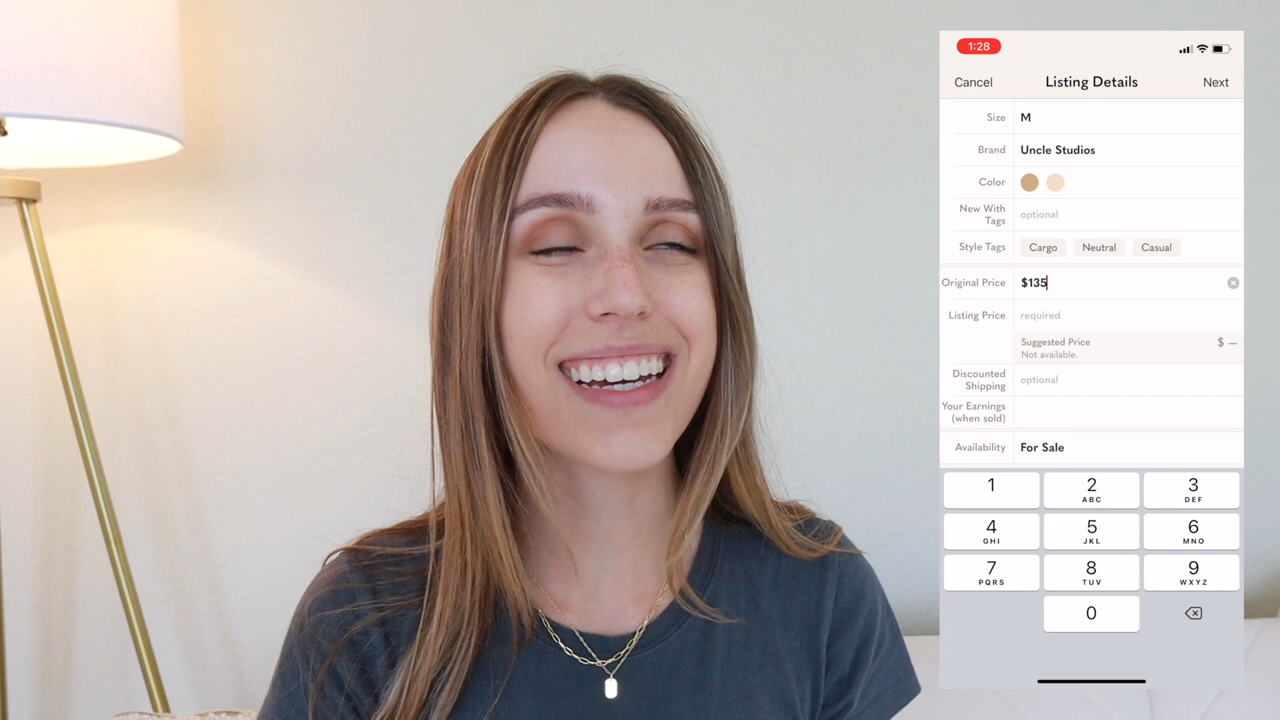 1:28
Cancel
Listing Details
Next
Size
M
Brand
Uncle Studios
Color
New With
Tags
optional
Style Tags
Cargo
Neutral
Casual
Original Price
$135
Listing Price
required
Suggested Price
Not available.
$ –
Discounted
Shipping
optional
Your Earnings
(when sold)
Availability
For Sale
1
2
ABC
3
DEF
4
GHI
5
JKL
6
MNO
7
PQRS
8
TUV
9
WXYZ
0